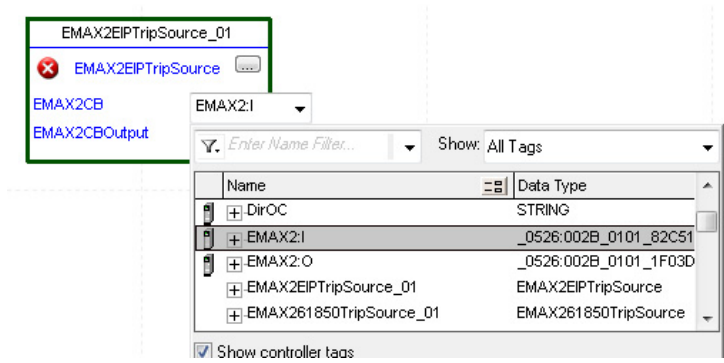 EMAX2EIPTripSource_01
EMAX2EIPTripSource ...
EMAX2CB EMAX2:I
EMAX2CBOutput
Enter Name Filter... Show: All Tags
Name Data Type
DirOC STRING
EMAX2:I _0526:002B_0101_82C51
EMAX2:O _0526:002B_0101_1F03D
EMAX2EIPTripSource_01 EMAX2EIPTripSource
EMAX261850TripSource_01 EMAX261850TripSource
Show controller tags